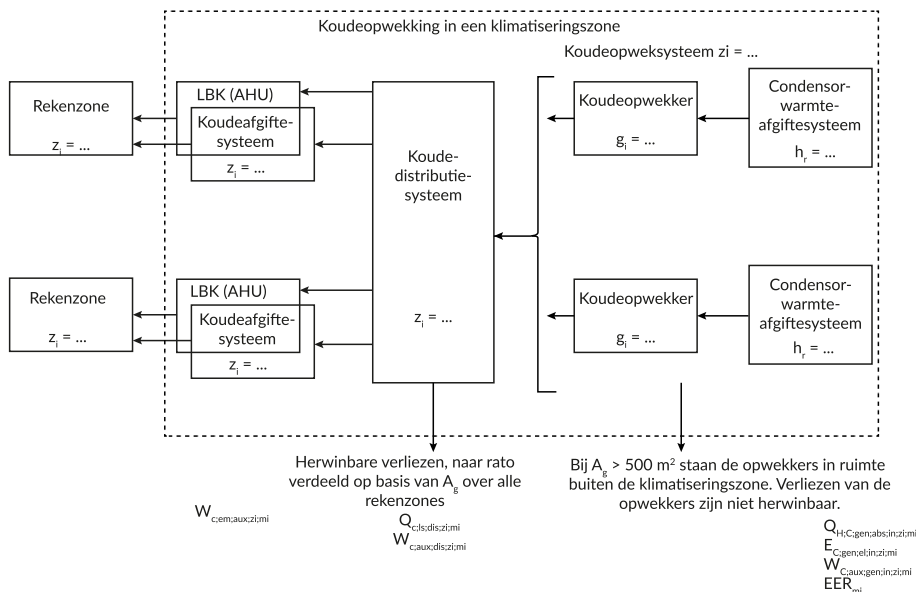 Koudeopwekking in een klimatiseringszone
Koudeopweksysteem zi = ...
Rekenzone
z_i = ...
LBK (AHU)
Koudeafgifte-
systeem
z_i = ...
Koude-
distributie-
systeem
z_i = ...
Koudeopwekker
g_i = ...
Condensor-
warmte-
afgiftesysteem
h_r = ...
Rekenzone
z_i = ...
LBK (AHU)
Koudeafgifte-
systeem
z_i = ...
Koudeopwekker
g_i = ...
Condensor-
warmte-
afgiftesysteem
h_r = ...
Herwinbare verliezen, naar rato
verdeeld op basis van A_g over alle
rekenzones
Bij A_g > 500 m² staan de opwekkers in ruimte
buiten de klimatiseringszone. Verliezen van de
opwekkers zijn niet herwinbaar.
W_c;em;aux;zi;mi
Q_c;ls;dis;zi;mi
W_c;aux;dis;zi;mi
Q_H;C;gen;abs;in;zi;mi
E_C;gen;el;in;zi;mi
W_C;aux;gen;in;zi;mi
EER_mi